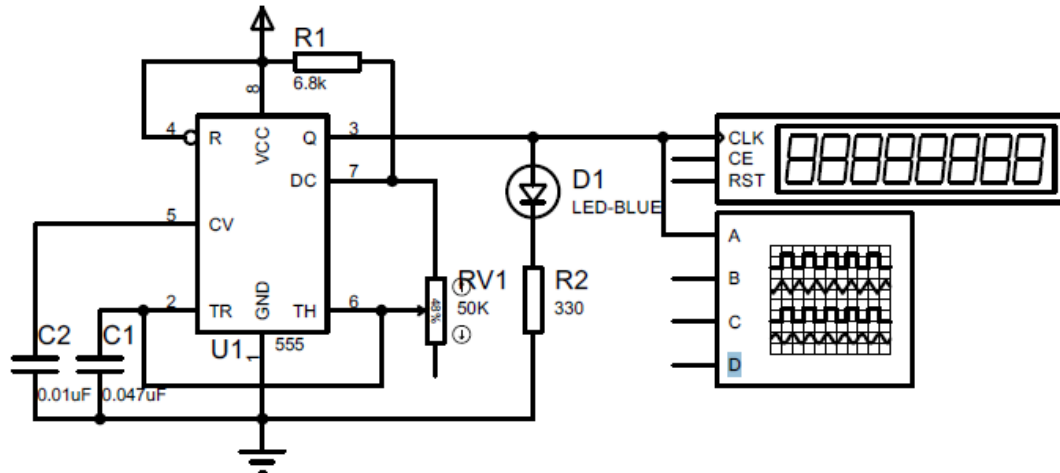 R1
6.8k
8
4
R
VCC
Q
3
DC
7
5
CV
2
TR
GND
TH
6
U1
1
555
C2
0.01uF
C1
0.047uF
RV1
50K
48%
D1
LED-BLUE
R2
330
CLK
CE
RST
A
B
C
D